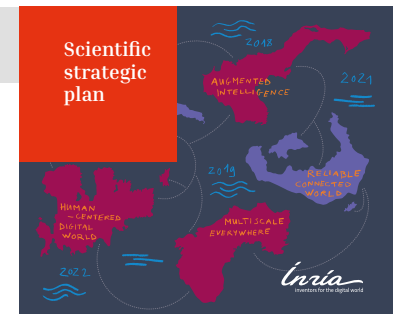 Scientific
strategic
plan
2018
AUGMENTED
INTELLIGENCE
2021
2019
RELIABLE
CONNECTED
WORLD
HUMAN
-CENTERED
DIGITAL
WORLD
MULTISCALE
EVERYWHERE
2022
Inria
inventors for the digital world